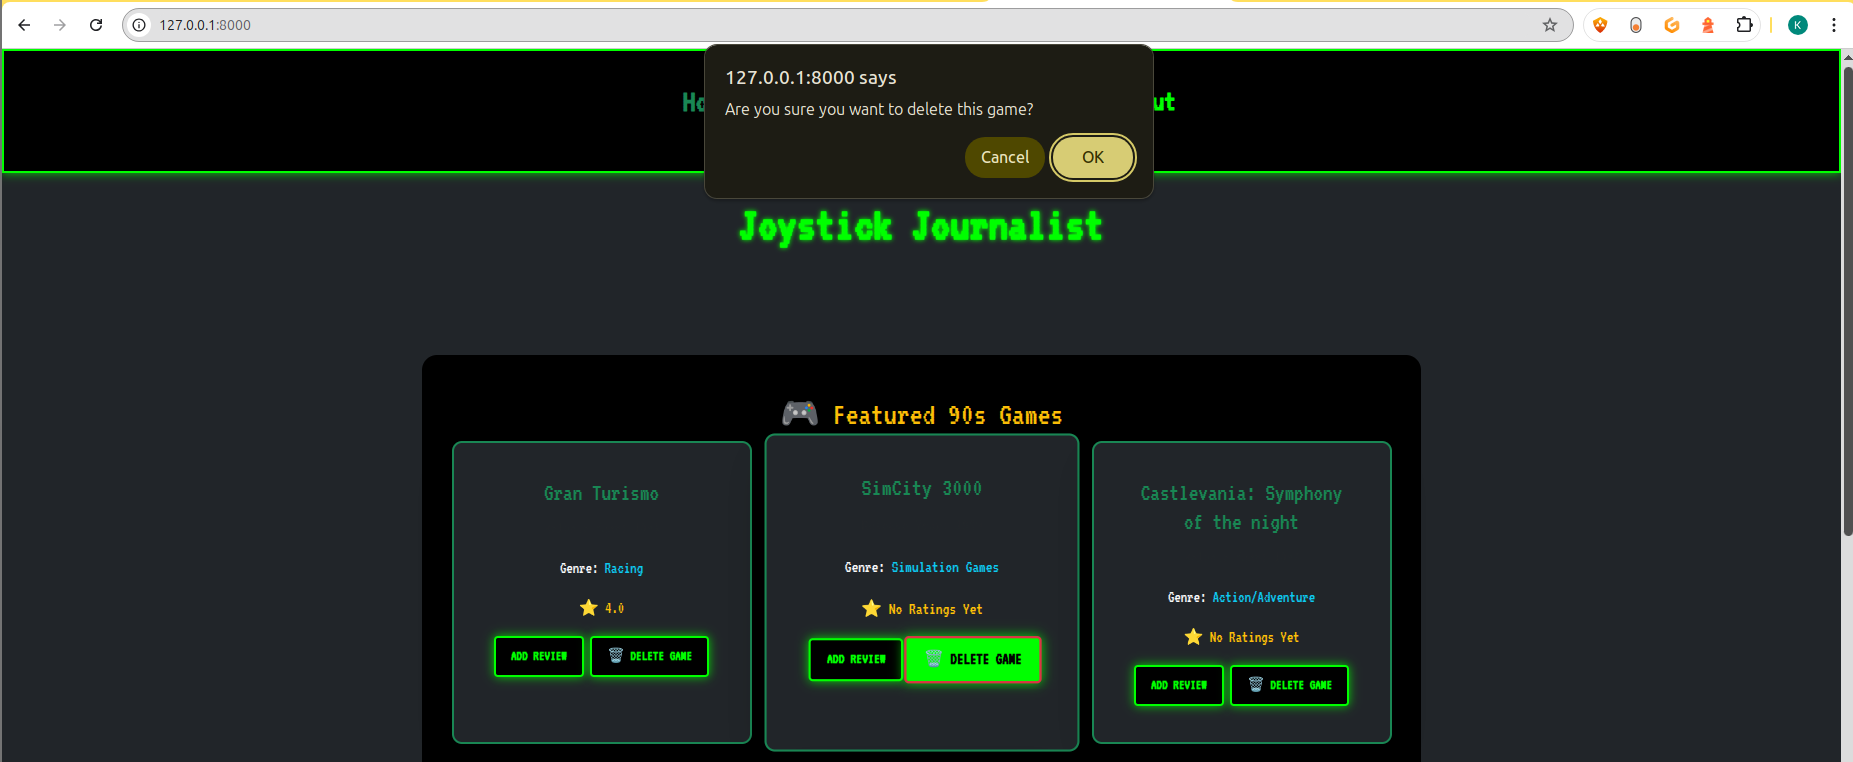 127.0.0.1:8000
K
127.0.0.1:8000 says
Are you sure you want to delete this game?
Cancel
OK
Joystick Journalist
Featured 90s Games
Gran Turismo
Genre: Racing
4.0
ADD REVIEW
DELETE GAME
SimCity 3000
Genre: Simulation Games
No Ratings Yet
ADD REVIEW
DELETE GAME
Castlevania: Symphony
of the night
Genre: Action/Adventure
No Ratings Yet
ADD REVIEW
DELETE GAME